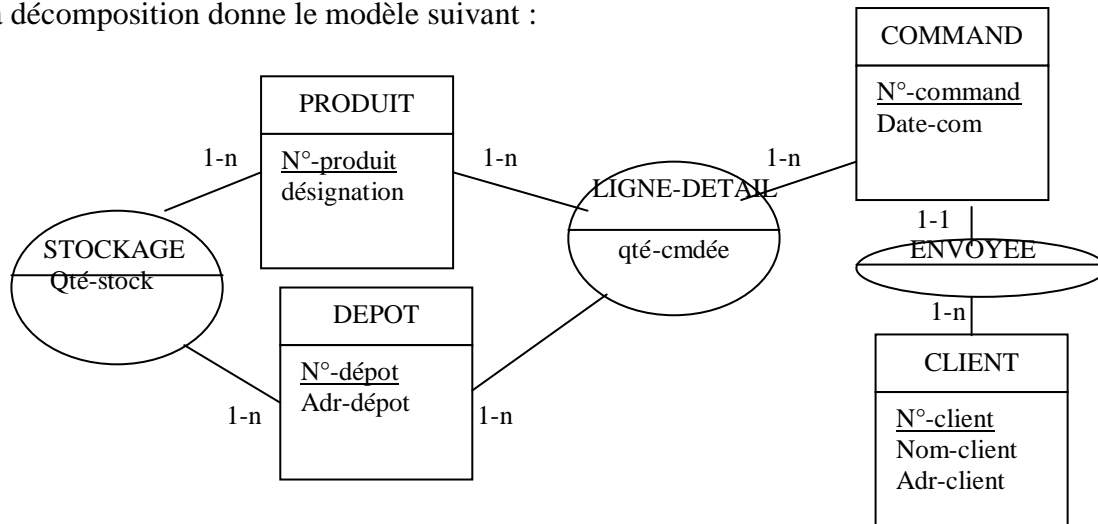 décomposition donne le modèle suivant :
COMMAND
N°-command
Date-com
PRODUIT
N°-produit
désignation
1-n
1-n
1-n
LIGNE-DETAIL
qté-cmdée
STOCKAGE
Qté-stock
1-1
ENVOYEE
1-n
DEPOT
N°-dépot
Adr-dépot
1-n
1-n
CLIENT
N°-client
Nom-client
Adr-client